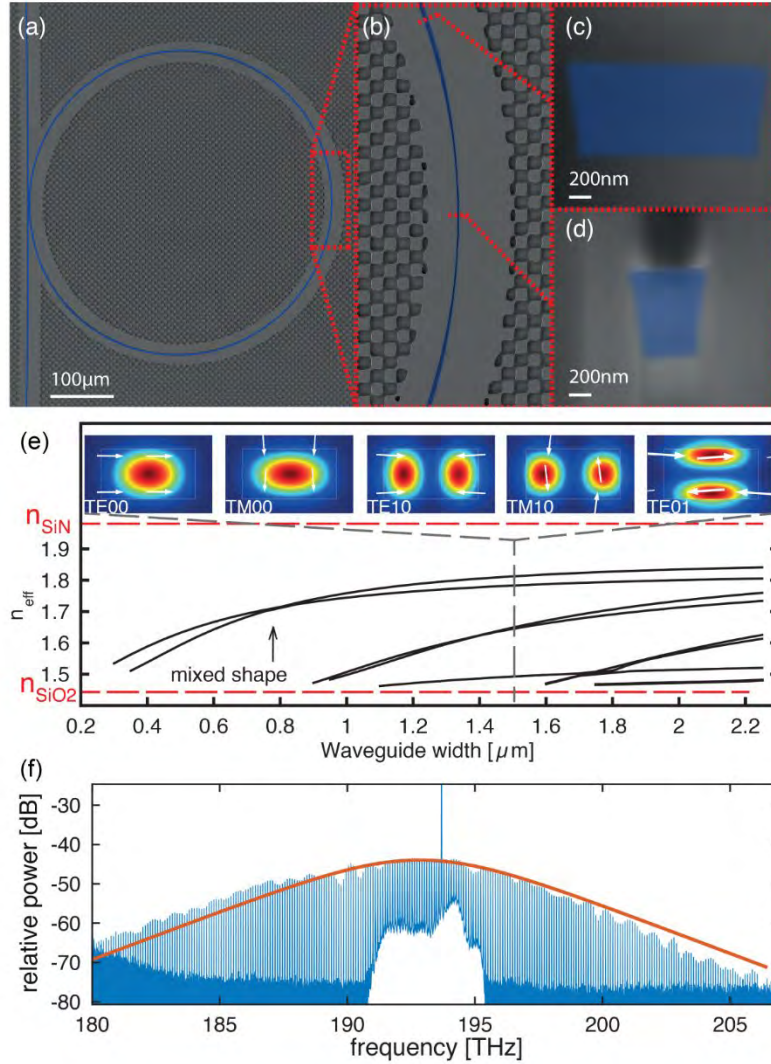 (a)
100μm
(b)
(c)
200nm
(d)
200nm
(e)
TE00
TM00
TE10
TM10
TE01
nSiN
1.9
1.8
1.7
1.6
1.5
neff
mixed shape
nSiO2
0.2 0.4 0.6 0.8 1 1.2 1.4 1.6 1.8 2 2.2
Waveguide width [μm]
(f)
-30
-40
-50
-60
-70
-80
relative power [dB]
180 185 190 195 200 205
frequency [THz]